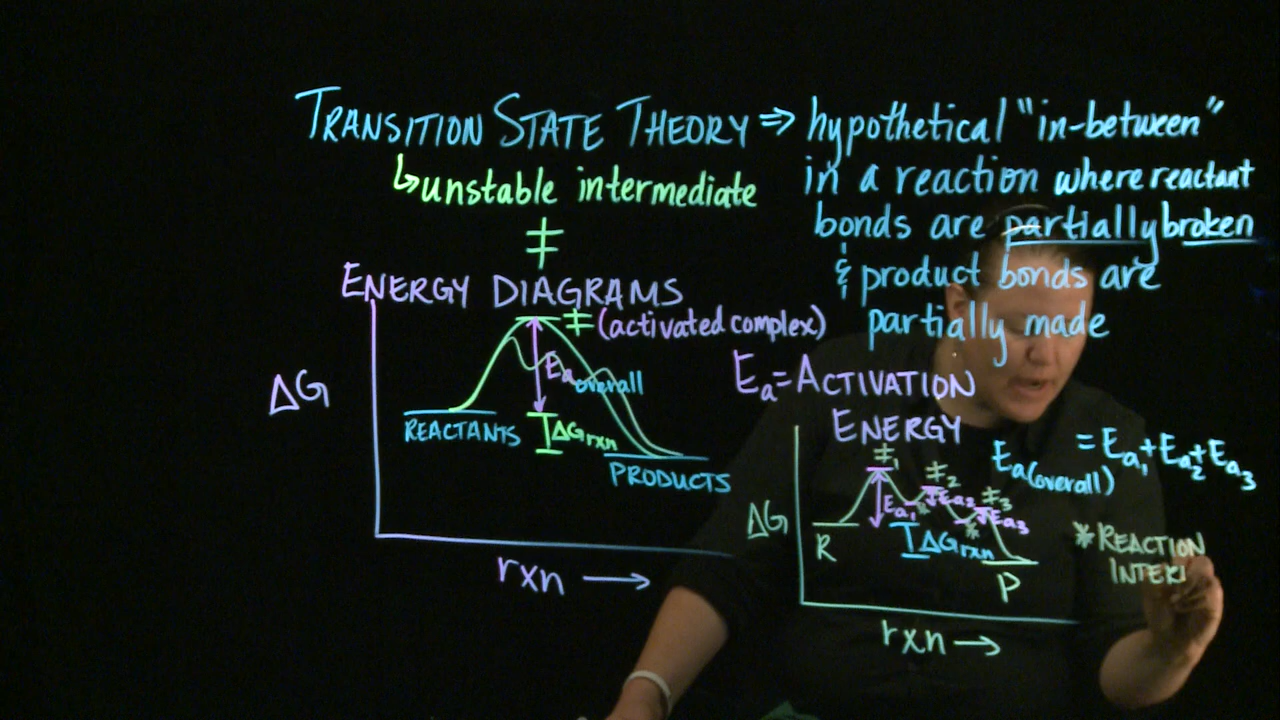 TRANSITION STATE THEORY ⇒ hypothetical "in-between"
in a reaction where reactant
bonds are partially broken
& product bonds are
partially made
↳ unstable intermediate
‡
ENERGY DIAGRAMS
‡ (activated complex)
ΔG
Ea overall
REACTANTS
ΔGrxn
PRODUCTS
rxn →
Ea = ACTIVATION
ENERGY
Ea(overall) = Ea1 + Ea2 + Ea3
‡1
‡2
‡3
ΔG
Ea1
*
Ea2
*
Ea3
R
ΔGrxn
P
rxn →
* REACTION
INTER